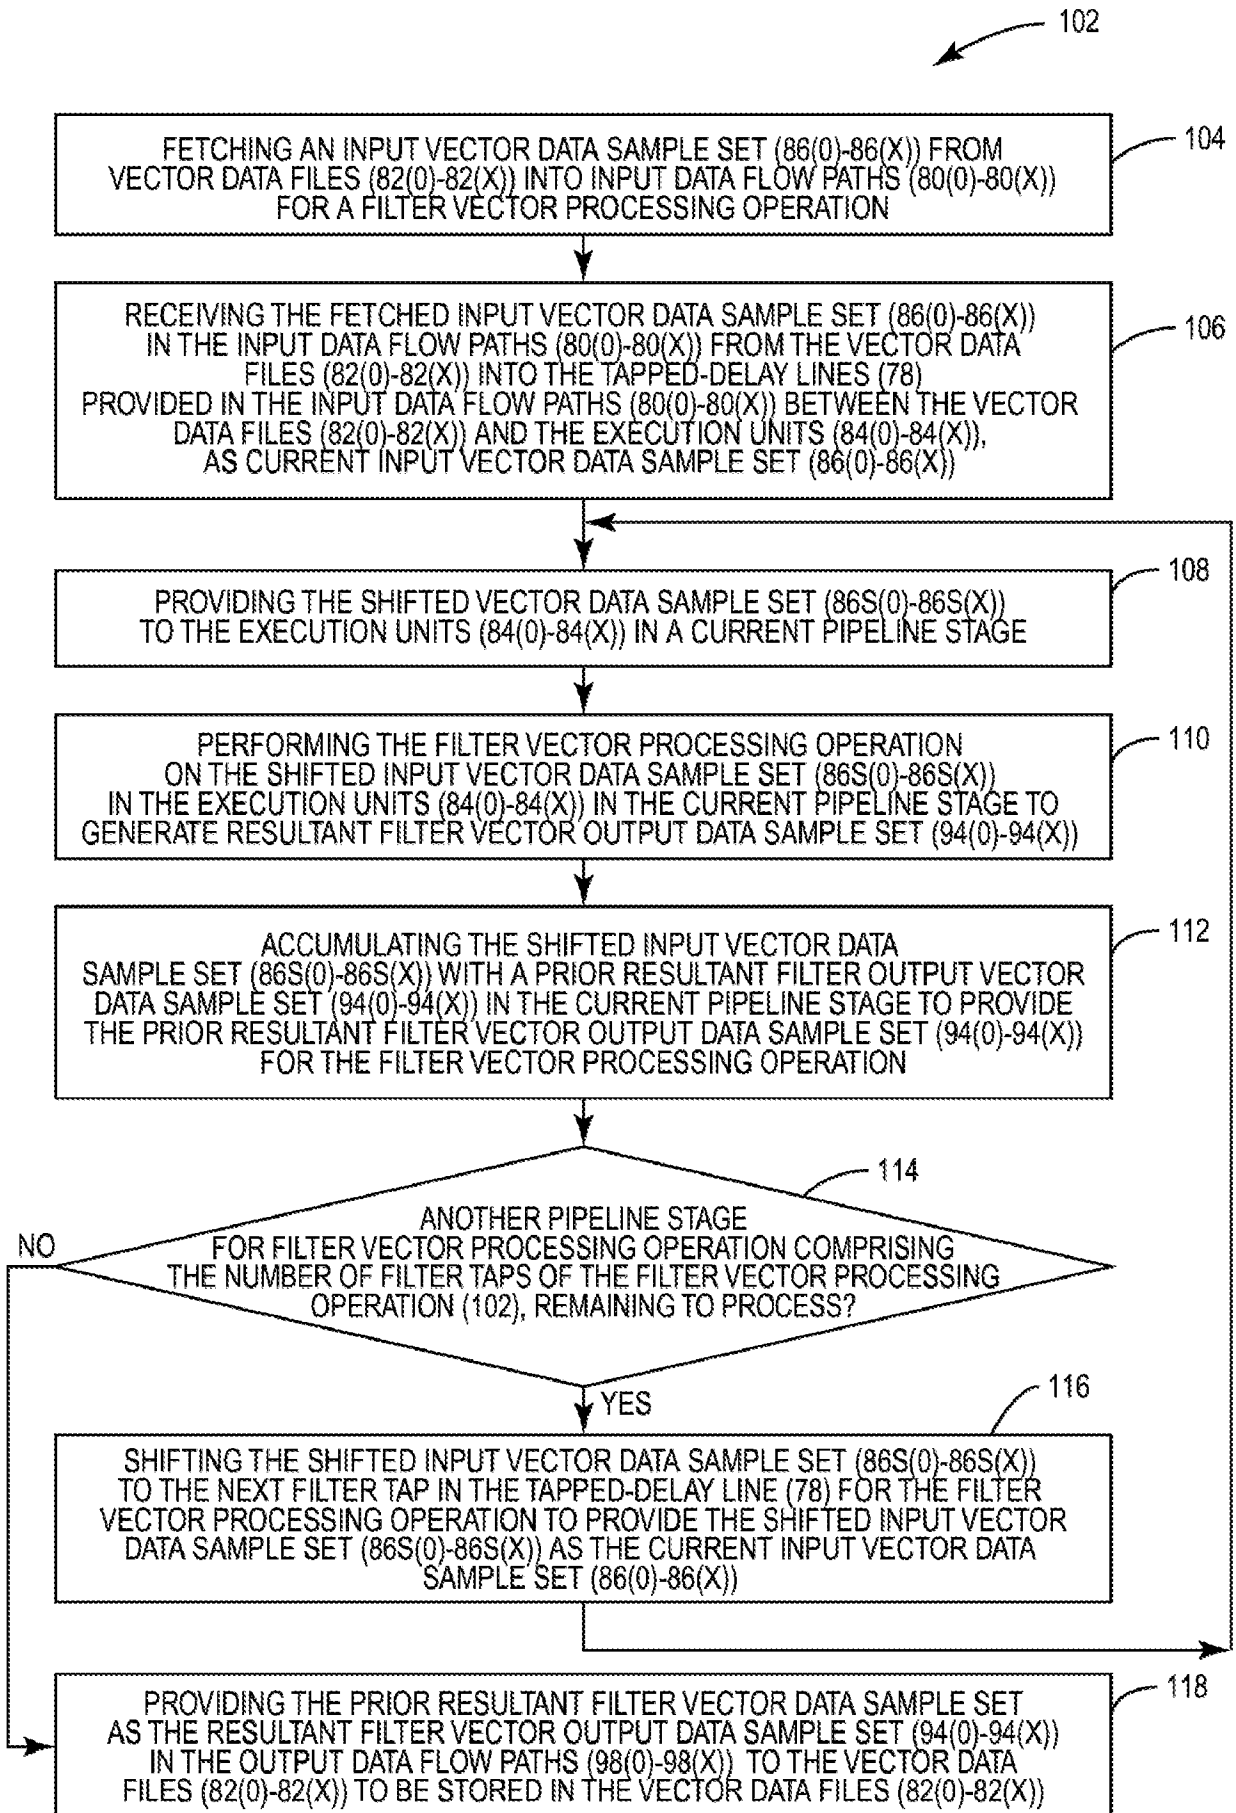 102
FETCHING AN INPUT VECTOR DATA SAMPLE SET (86(0)-86(X)) FROM
VECTOR DATA FILES (82(0)-82(X)) INTO INPUT DATA FLOW PATHS (80(0)-80(X))
FOR A FILTER VECTOR PROCESSING OPERATION
104
RECEIVING THE FETCHED INPUT VECTOR DATA SAMPLE SET (86(0)-86(X))
IN THE INPUT DATA FLOW PATHS (80(0)-80(X)) FROM THE VECTOR DATA
FILES (82(0)-82(X)) INTO THE TAPPED-DELAY LINES (78)
PROVIDED IN THE INPUT DATA FLOW PATHS (80(0)-80(X)) BETWEEN THE VECTOR
DATA FILES (82(0)-82(X)) AND THE EXECUTION UNITS (84(0)-84(X)),
AS CURRENT INPUT VECTOR DATA SAMPLE SET (86(0)-86(X))
106
PROVIDING THE SHIFTED VECTOR DATA SAMPLE SET (86S(0)-86S(X))
TO THE EXECUTION UNITS (84(0)-84(X)) IN A CURRENT PIPELINE STAGE
108
PERFORMING THE FILTER VECTOR PROCESSING OPERATION
ON THE SHIFTED INPUT VECTOR DATA SAMPLE SET (86S(0)-86S(X))
IN THE EXECUTION UNITS (84(0)-84(X)) IN THE CURRENT PIPELINE STAGE TO
GENERATE RESULTANT FILTER VECTOR OUTPUT DATA SAMPLE SET (94(0)-94(X))
110
ACCUMULATING THE SHIFTED INPUT VECTOR DATA
SAMPLE SET (86S(0)-86S(X)) WITH A PRIOR RESULTANT FILTER OUTPUT VECTOR
DATA SAMPLE SET (94(0)-94(X)) IN THE CURRENT PIPELINE STAGE TO PROVIDE
THE PRIOR RESULTANT FILTER VECTOR OUTPUT DATA SAMPLE SET (94(0)-94(X))
FOR THE FILTER VECTOR PROCESSING OPERATION
112
114
ANOTHER PIPELINE STAGE
FOR FILTER VECTOR PROCESSING OPERATION COMPRISING
THE NUMBER OF FILTER TAPS OF THE FILTER VECTOR PROCESSING
OPERATION (102), REMAINING TO PROCESS?
NO
YES
116
SHIFTING THE SHIFTED INPUT VECTOR DATA SAMPLE SET (86S(0)-86S(X))
TO THE NEXT FILTER TAP IN THE TAPPED-DELAY LINE (78) FOR THE FILTER
VECTOR PROCESSING OPERATION TO PROVIDE THE SHIFTED INPUT VECTOR
DATA SAMPLE SET (86S(0)-86S(X)) AS THE CURRENT INPUT VECTOR DATA
SAMPLE SET (86(0)-86(X))
PROVIDING THE PRIOR RESULTANT FILTER VECTOR DATA SAMPLE SET
AS THE RESULTANT FILTER VECTOR OUTPUT DATA SAMPLE SET (94(0)-94(X))
IN THE OUTPUT DATA FLOW PATHS (98(0)-98(X)) TO THE VECTOR DATA
FILES (82(0)-82(X)) TO BE STORED IN THE VECTOR DATA FILES (82(0)-82(X))
118